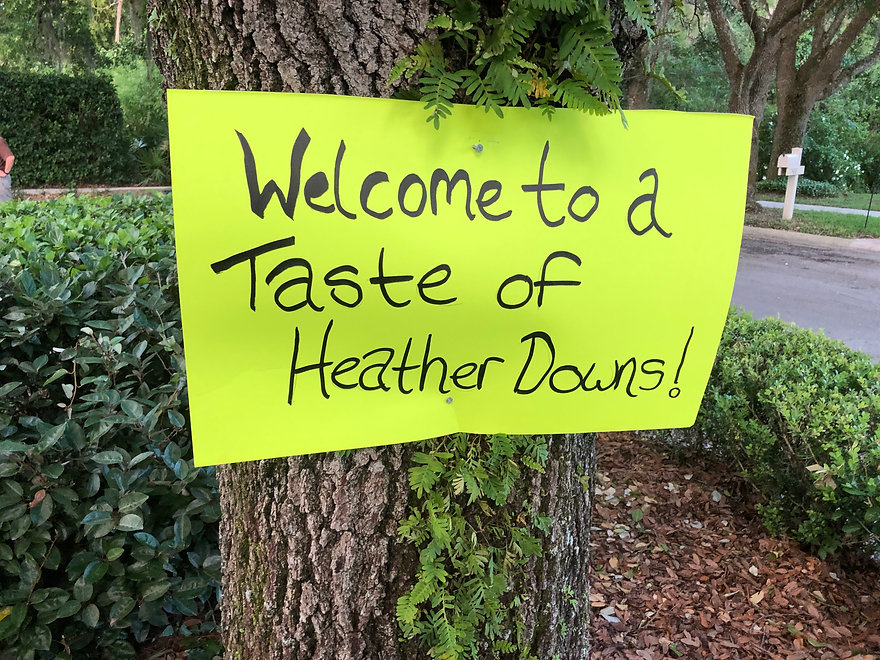 Welcome to a
Taste of
Heather Downs!